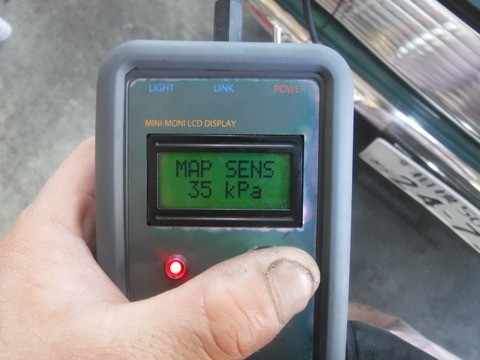 LIGHT LINK POWER
MINI-MONI LCD DISPLAY
MAP SENS
35 kPa